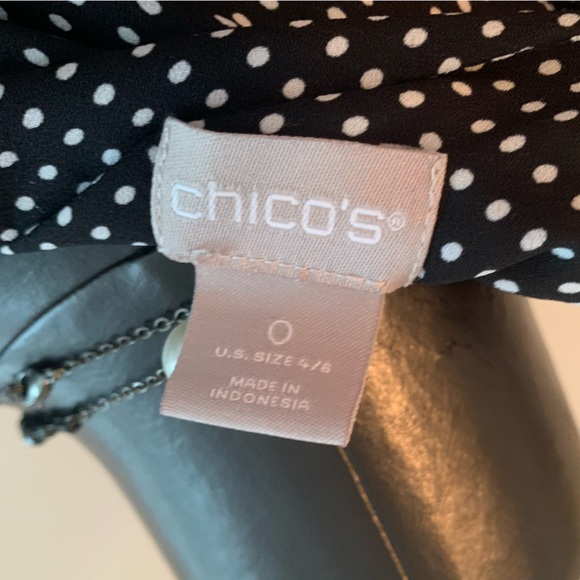 chico's®
0
U.S. SIZE 4/6
MADE IN
INDONESIA